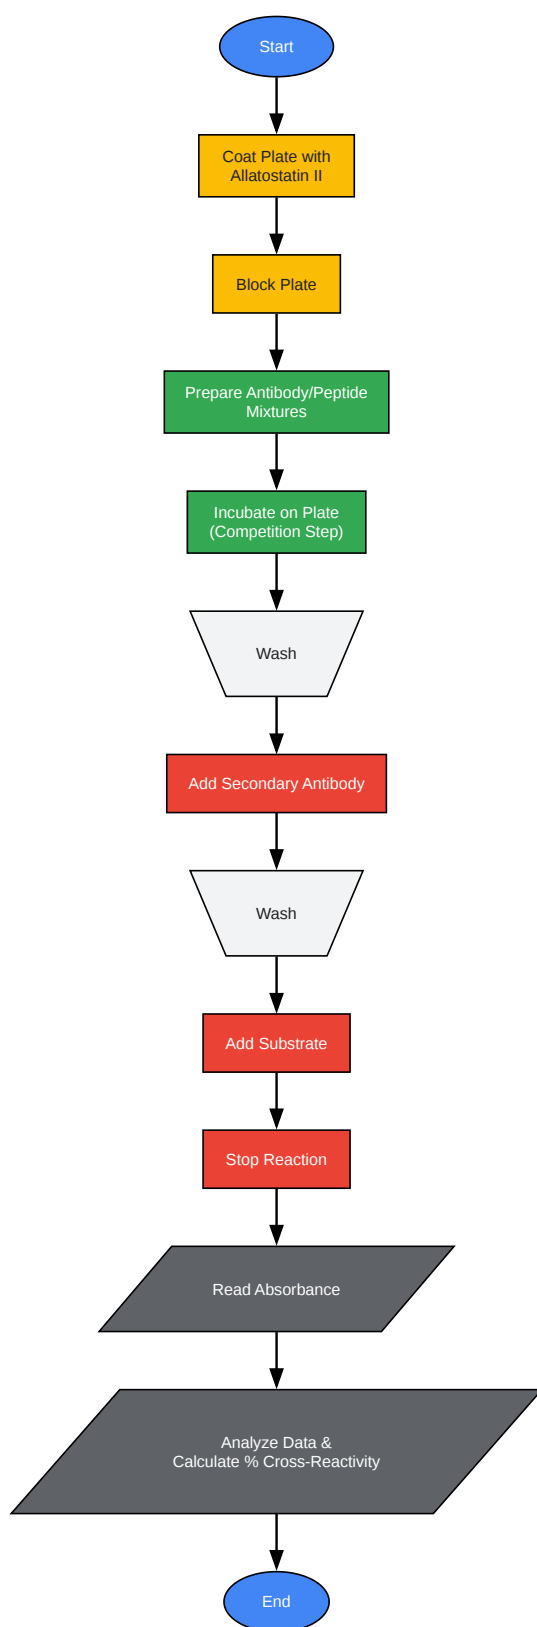 Start
Coat Plate with
Allatostatin II
Block Plate
Prepare Antibody/Peptide
Mixtures
Incubate on Plate
(Competition Step)
Wash
Add Secondary Antibody
Wash
Add Substrate
Stop Reaction
Read Absorbance
Analyze Data &
Calculate % Cross-Reactivity
End